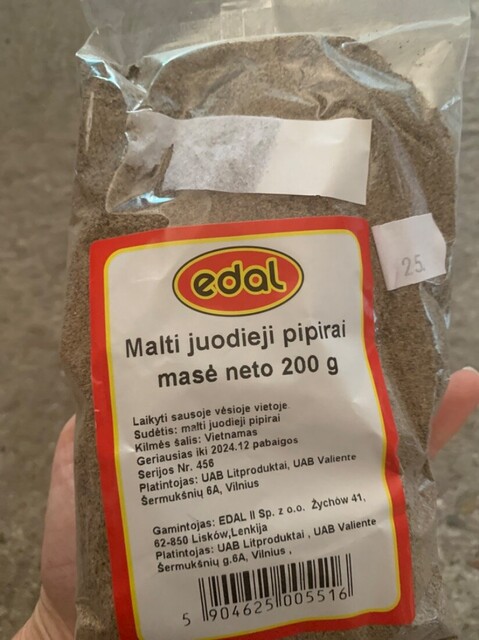 25.
edal
Malti juodieji pipirai
masė neto 200 g
Laikyti sausoje vėsioje vietoje.
Sudėtis: malti juodieji pipirai
Kilmės šalis: Vietnamas
Geriausias iki 2024.12 pabaigos
Serijos Nr. 456
Platintojas: UAB Litproduktai, UAB Valiente
Šermukšnių 6A, Vilnius
Gamintojas: EDAL II Sp. z o.o. Żychów 41,
62-850 Lisków,Lenkija
Platintojas: UAB Litproduktai , UAB Valiente
Šermukšnių g.6A, Vilnius ,
5 904625 005516